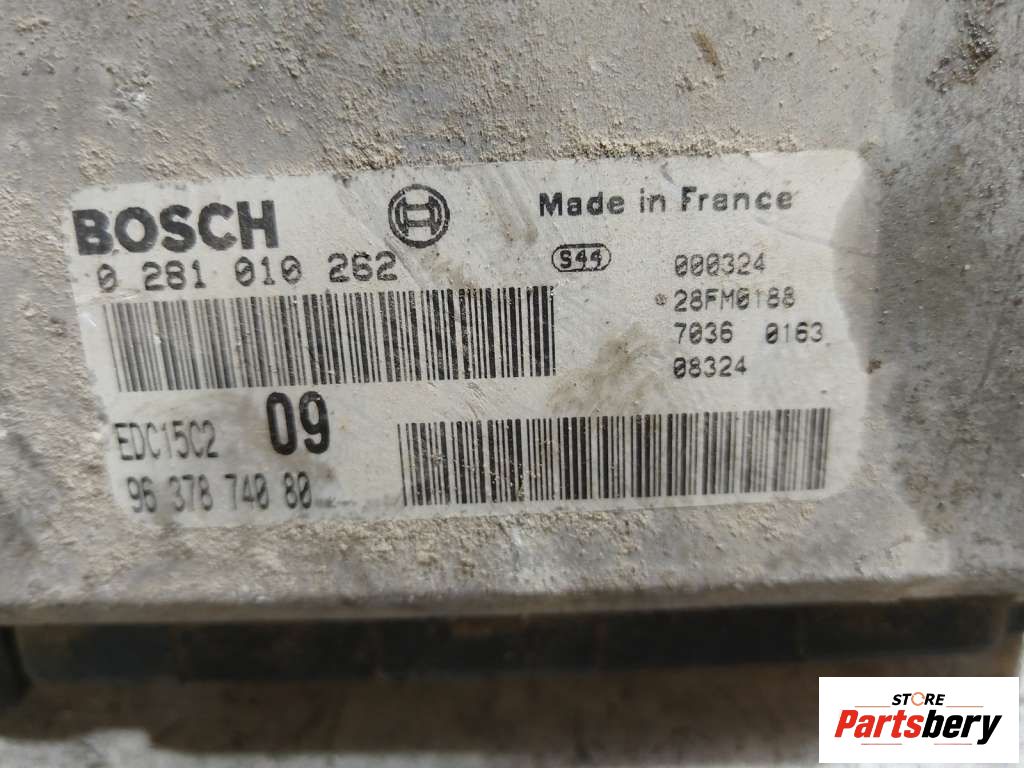 BOSCH
Made in France
0 281 010 262
S44
000324
28FM0188
7036 0163
08324
EDC15C2 09
96 378 740 80
STORE
Partsbery